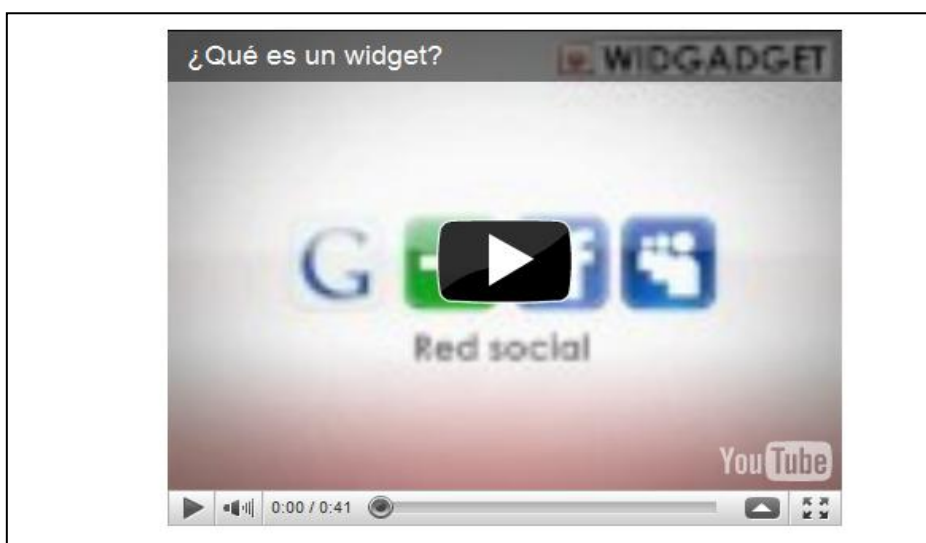 ¿Qué es un widget?
WIDGADGET
G
f
Red social
YouTube
0:00 / 0:41